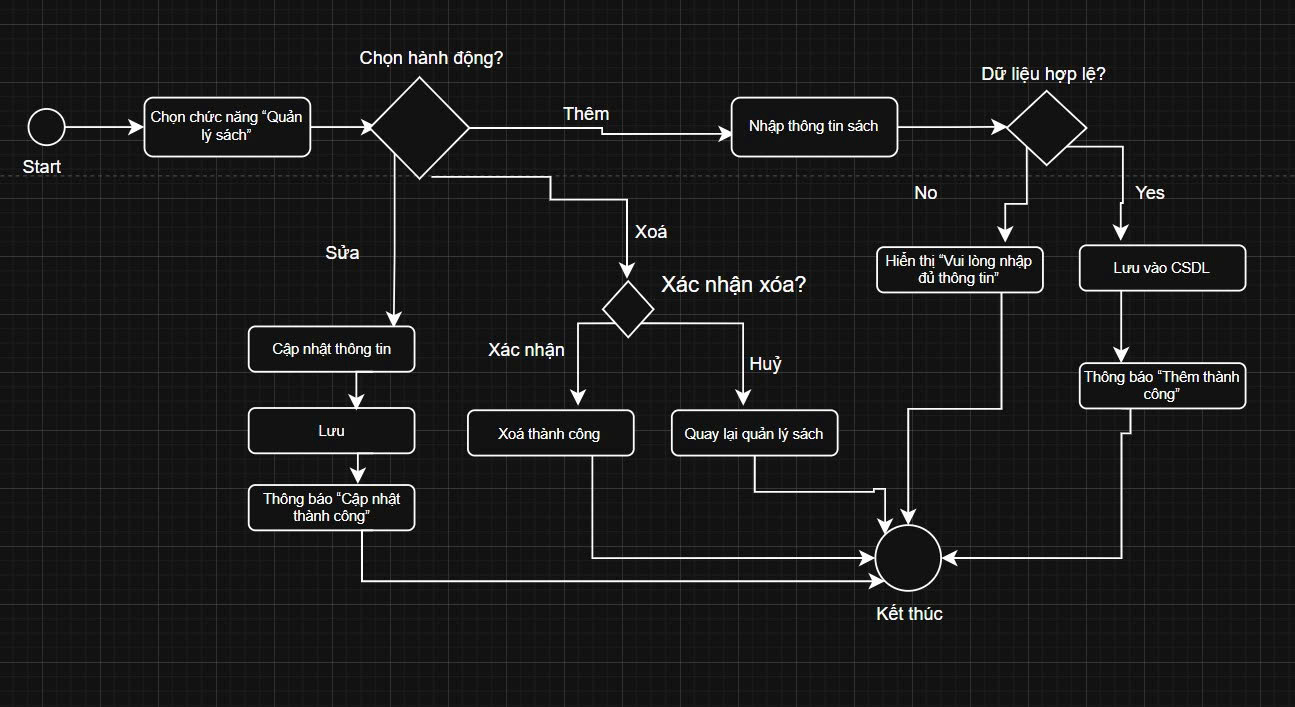 Chọn hành động?
Dữ liệu hợp lệ?
Chọn chức năng “Quản
lý sách”
Thêm
Nhập thông tin sách
Start
No
Yes
Xoá
Sửa
Hiển thị “Vui lòng nhập
đủ thông tin”
Lưu vào CSDL
Xác nhận xóa?
Cập nhật thông tin
Xác nhận
Huỷ
Thông báo “Thêm thành
công”
Lưu
Xoá thành công
Quay lại quản lý sách
Thông báo “Cập nhật
thành công”
Kết thúc